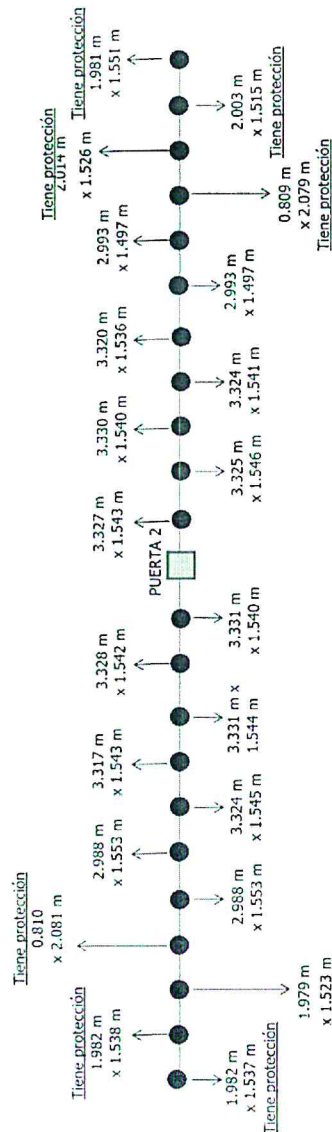 Tiene protección
1.982 m
x 1.538 m
Tiene protección
0.810
x 2.081 m
2.988 m
x 1.553 m
3.317 m
x 1.543 m
3.328 m
x 1.542 m
PUERTA 2
3.327 m
x 1.543 m
3.330 m
x 1.540 m
3.320 m
x 1.536 m
2.993 m
x 1.497 m
Tiene protección
2.014 m
x 1.526 m
Tiene protección
1.981 m
x 1.551 m
1.982 m
x 1.537 m
Tiene protección
1.979 m
x 1.523 m
2.988 m
x 1.553 m
3.324 m
x 1.545 m
3.331 m x
1.544 m
3.331 m
x 1.540 m
3.325 m
x 1.546 m
3.324 m
x 1.541 m
2.993 m
x 1.497 m
0.809 m
x 2.079 m
Tiene protección
2.003 m
x 1.515 m
Tiene protección